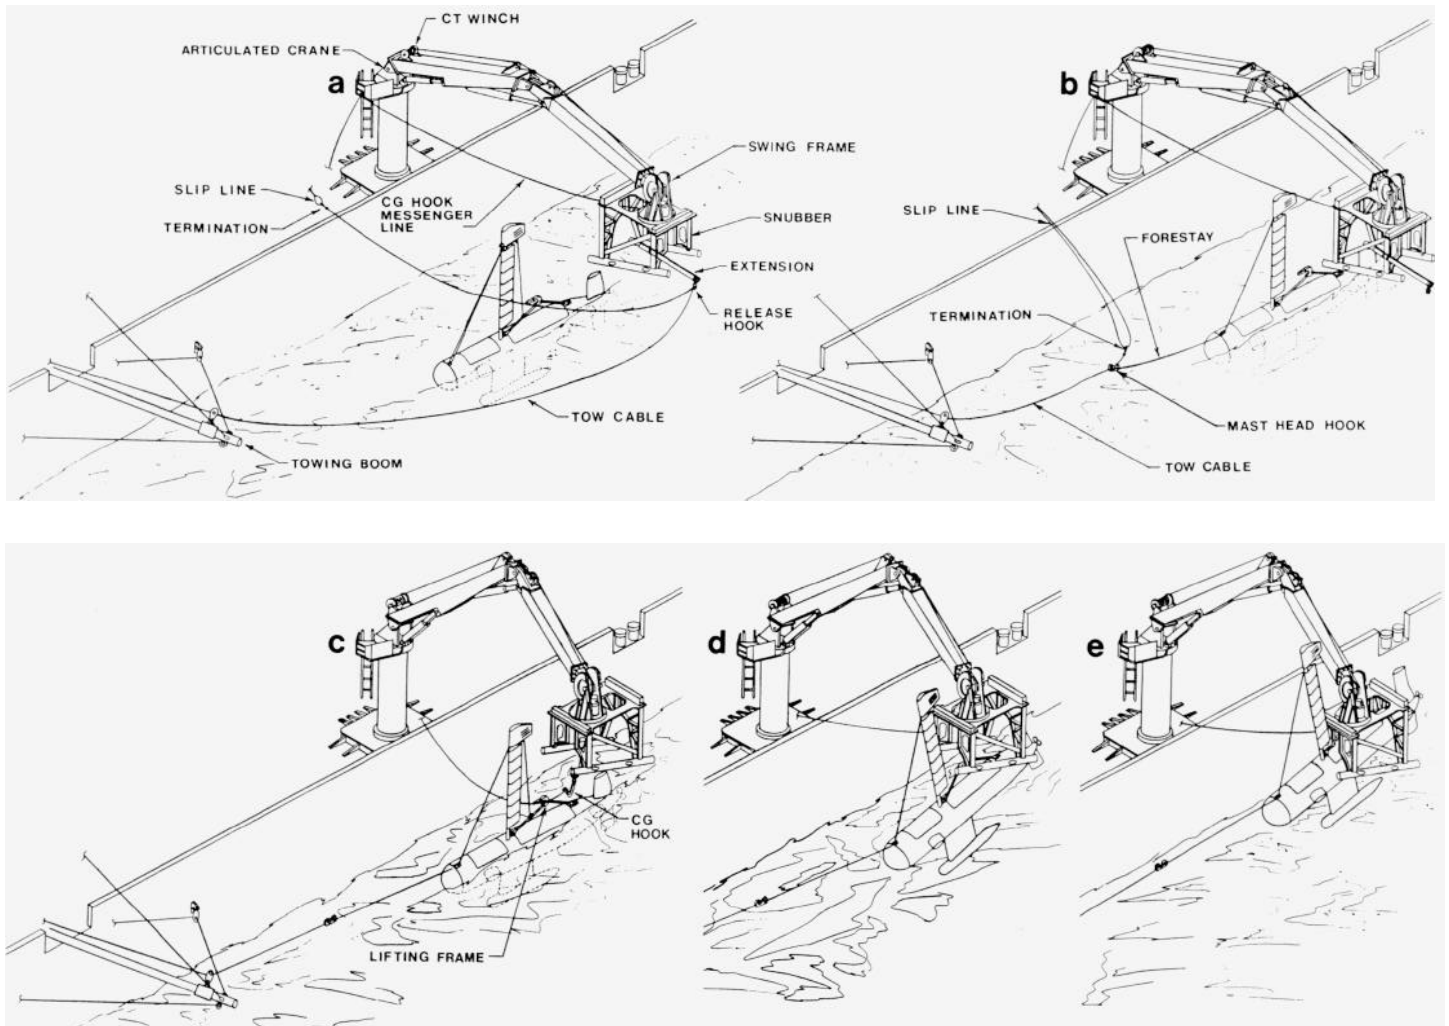 CT WINCH
ARTICULATED CRANE
a
SWING FRAME
SLIP LINE
CG HOOK
MESSENGER
LINE
SNUBBER
TERMINATION
EXTENSION
RELEASE
HOOK
TOW CABLE
TOWING BOOM
b
SLIP LINE
FORESTAY
TERMINATION
MAST HEAD HOOK
TOW CABLE
c
CG
HOOK
LIFTING FRAME
d
e